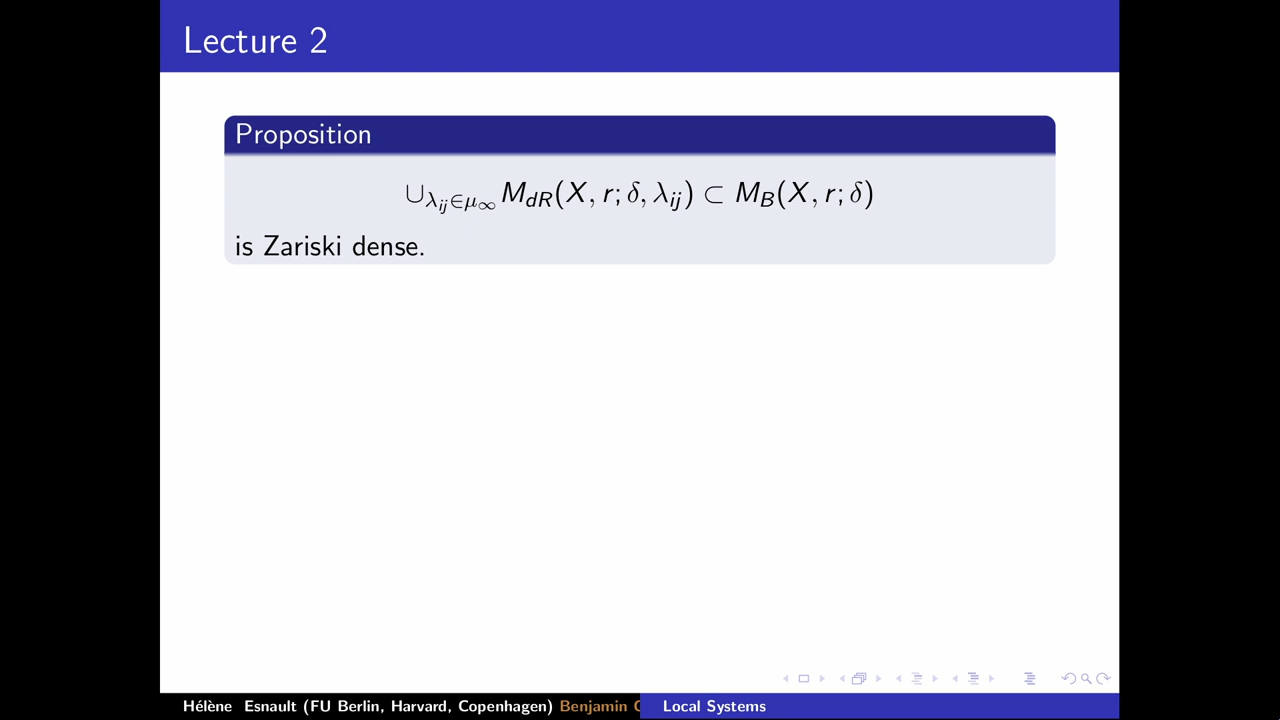 Lecture 2
Proposition
∪_{λ_{ij}∈μ_∞} M_{dR}(X, r; δ, λ_{ij}) ⊂ M_B(X, r; δ)
is Zariski dense.
Hélène Esnault (FU Berlin, Harvard, Copenhagen) Benjamin
Local Systems